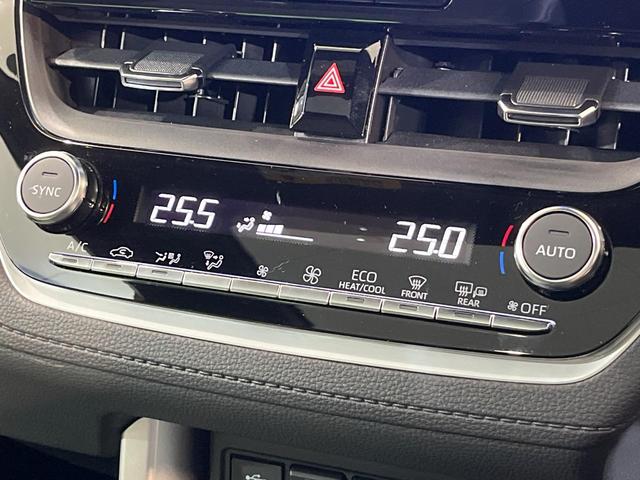 SYNC
25.5
25.0
AUTO
A/C
ECO
HEAT/COOL
FRONT
REAR
OFF